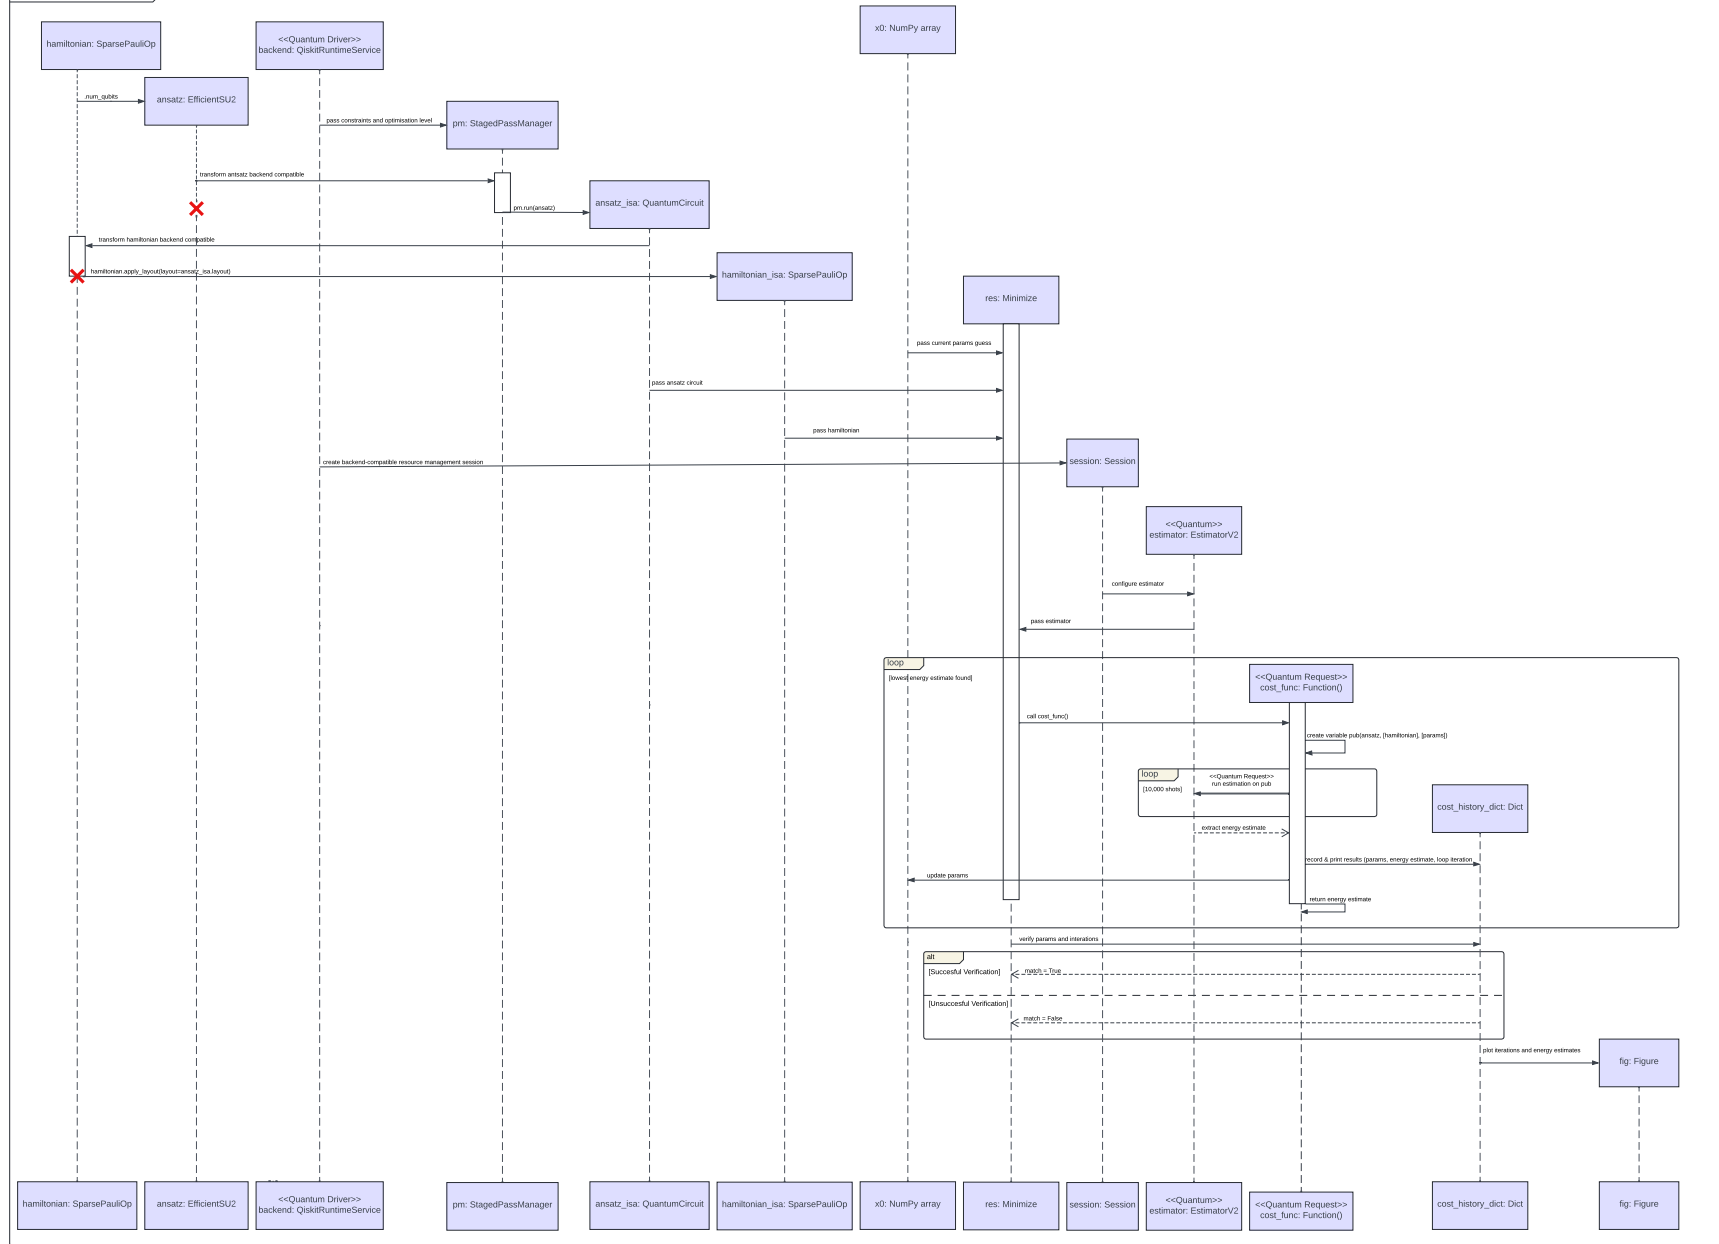 x0: NumPy array
hamiltonian: SparsePauliOp
<<Quantum Driver>>
backend: QiskitRuntimeService
.num_qubits
ansatz: EfficientSU2
pass constraints and optimisation level
pm: StagedPassManager
transform antsatz backend compatible
pm.run(ansatz)
ansatz_isa: QuantumCircuit
transform hamiltonian backend compatible
hamiltonian.apply_layout(layout=ansatz_isa.layout)
hamiltonian_isa: SparsePauliOp
res: Minimize
pass current params guess
pass ansatz circuit
pass hamiltonian
create backend-compatible resource management session
session: Session
<<Quantum>>
estimator: EstimatorV2
configure estimator
pass estimator
loop
[lowest energy estimate found]
<<Quantum Request>>
cost_func: Function()
call cost_func()
create variable pub(ansatz, [hamiltonian], [params])
loop
[10,000 shots]
<<Quantum Request>>
run estimation on pub
cost_history_dict: Dict
extract energy estimate
record & print results (params, energy estimate, loop iteration
update params
return energy estimate
verify params and interations
alt
[Succesful Verification]
match = True
[Unsuccesful Verification]
match = False
plot iterations and energy estimates
fig: Figure
hamiltonian: SparsePauliOp
ansatz: EfficientSU2
<<Quantum Driver>>
backend: QiskitRuntimeService
pm: StagedPassManager
ansatz_isa: QuantumCircuit
hamiltonian_isa: SparsePauliOp
x0: NumPy array
res: Minimize
session: Session
<<Quantum>>
estimator: EstimatorV2
<<Quantum Request>>
cost_func: Function()
cost_history_dict: Dict
fig: Figure